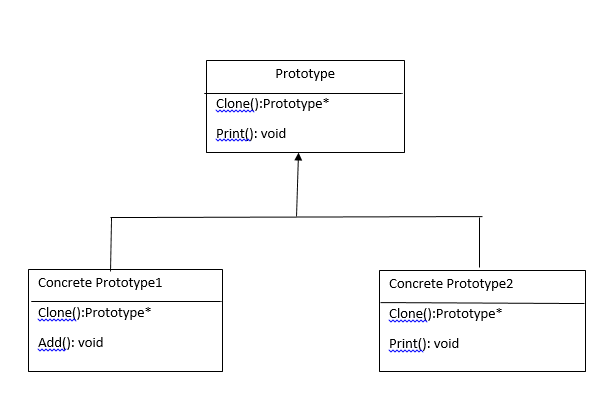 Prototype
Clone():Prototype*
Print(): void
Concrete Prototype1
Clone():Prototype*
Add(): void
Concrete Prototype2
Clone():Prototype*
Print(): void